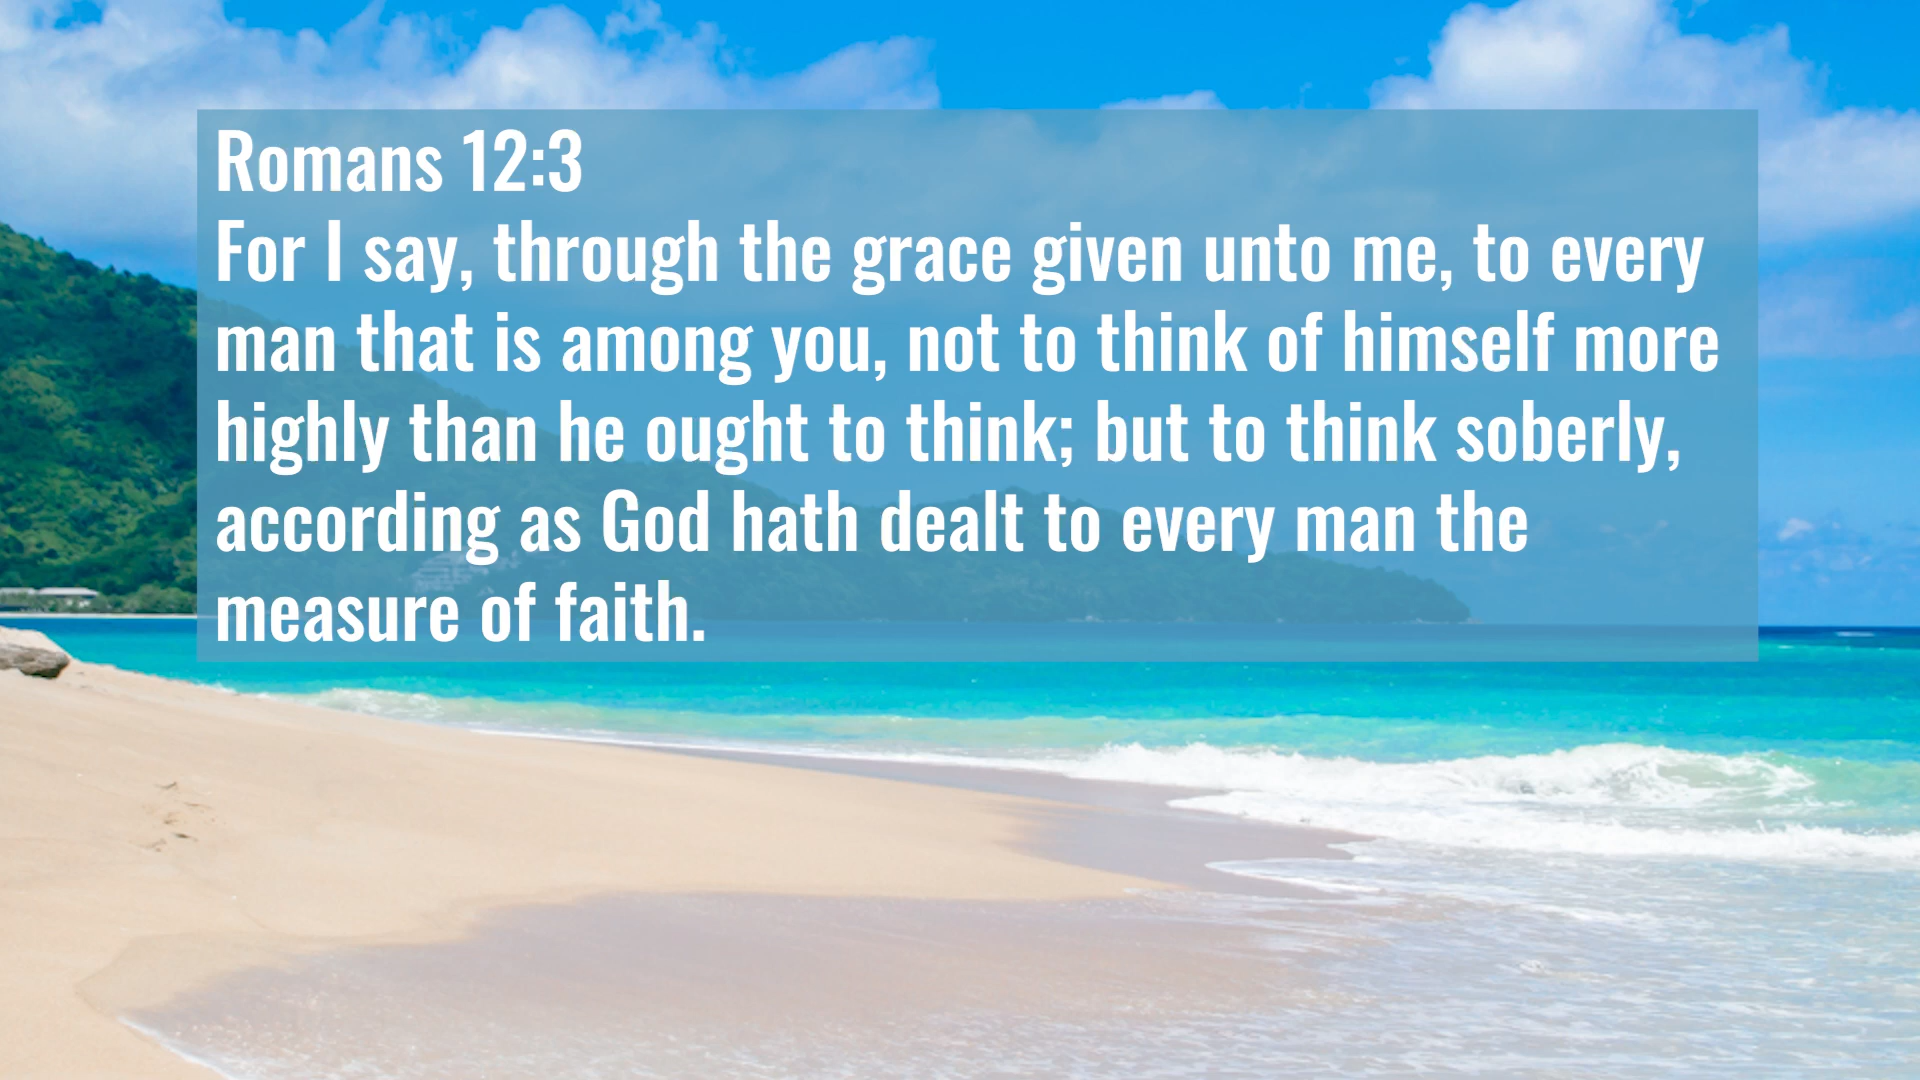 Romans 12:3
For I say, through the grace given unto me, to every
man that is among you, not to think of himself more
highly than he ought to think; but to think soberly,
according as God hath dealt to every man the
measure of faith.